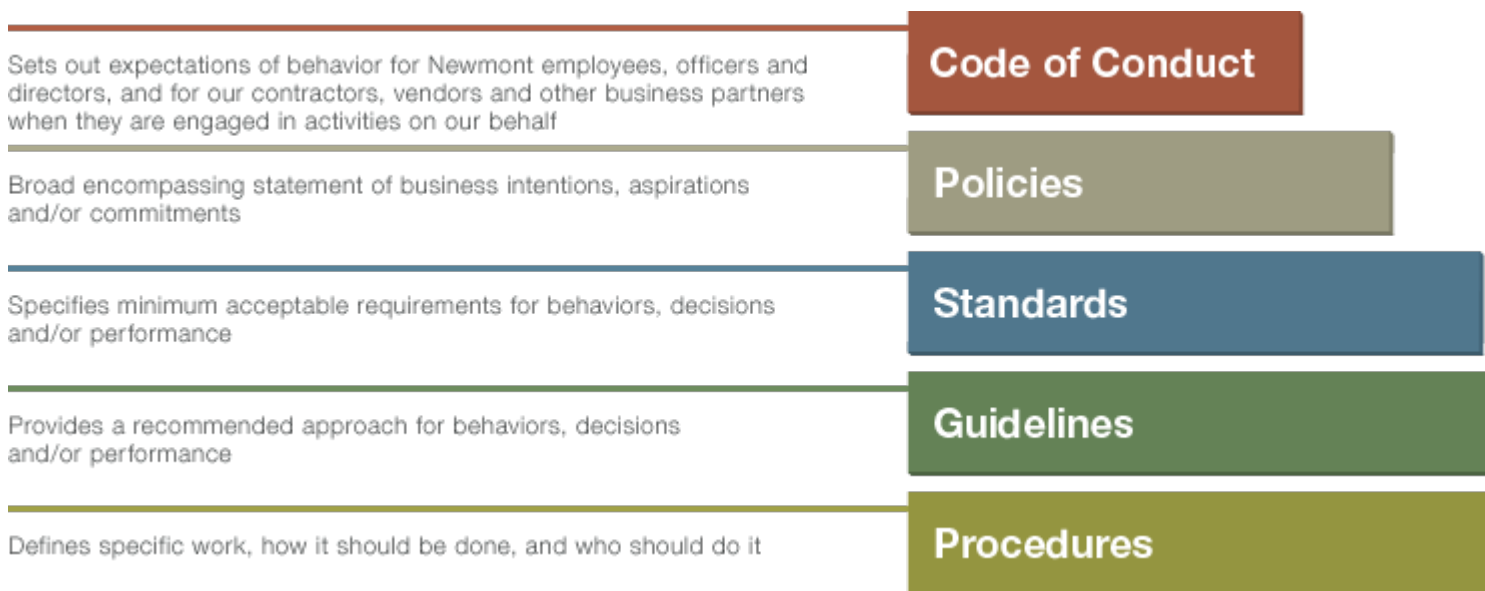 Sets out expectations of behavior for Newmont employees, officers and
directors, and for our contractors, vendors and other business partners
when they are engaged in activities on our behalf
Code of Conduct
Broad encompassing statement of business intentions, aspirations
and/or commitments
Policies
Specifies minimum acceptable requirements for behaviors, decisions
and/or performance
Standards
Provides a recommended approach for behaviors, decisions
and/or performance
Guidelines
Defines specific work, how it should be done, and who should do it
Procedures